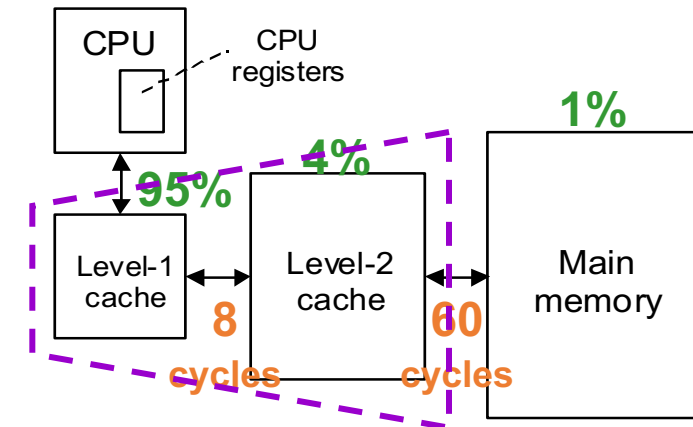 CPU
CPU
registers
1%
4%
95%
Level-1
cache
Level-2
cache
Main
memory
8
cycles
60
cycles